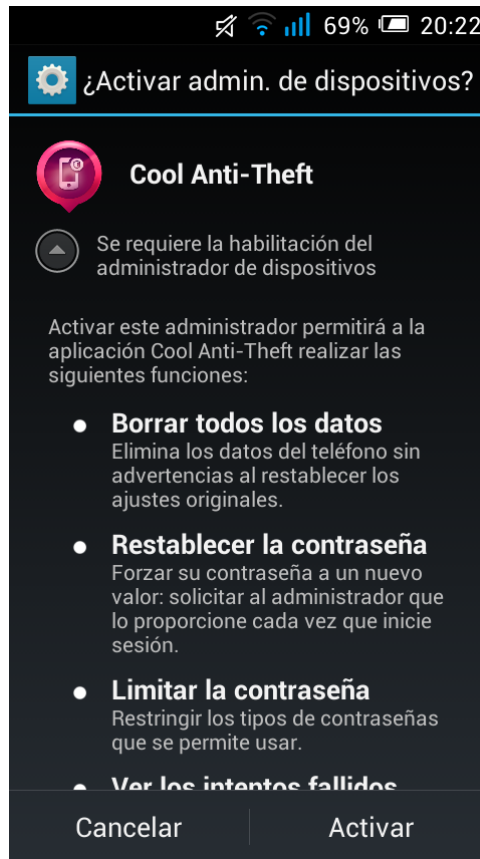 69% 20:22
¿Activar admin. de dispositivos?
Cool Anti-Theft
Se requiere la habilitación del
administrador de dispositivos
Activar este administrador permitirá a la
aplicación Cool Anti-Theft realizar las
siguientes funciones:
● Borrar todos los datos
Elimina los datos del teléfono sin
advertencias al restablecer los
ajustes originales.
● Restablecer la contraseña
Forzar su contraseña a un nuevo
valor: solicitar al administrador que
lo proporcione cada vez que inicie
sesión.
● Limitar la contraseña
Restringir los tipos de contraseñas
que se permite usar.
● Ver los intentos fallidos
Cancelar Activar